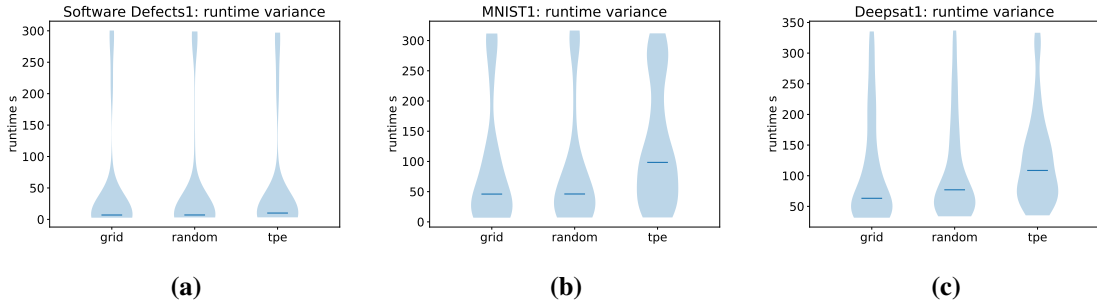 Software Defects1: runtime variance
runtime s
300
250
200
150
100
50
0
grid random tpe
(a)
MNIST1: runtime variance
runtime s
300
250
200
150
100
50
0
grid random tpe
(b)
Deepsat1: runtime variance
runtime s
350
300
250
200
150
100
50
grid random tpe
(c)